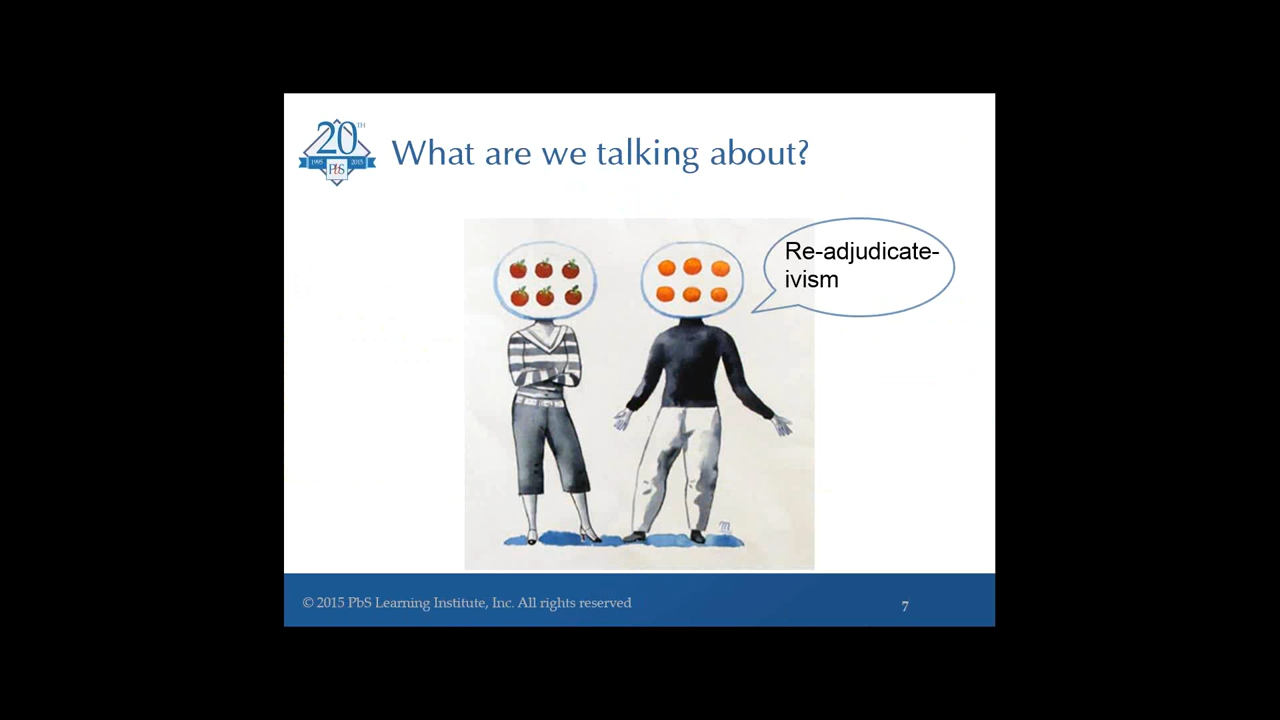 20TH
1995 PbS 2015
What are we talking about?
Re-adjudicate-
ivism
© 2015 PbS Learning Institute, Inc. All rights reserved
7